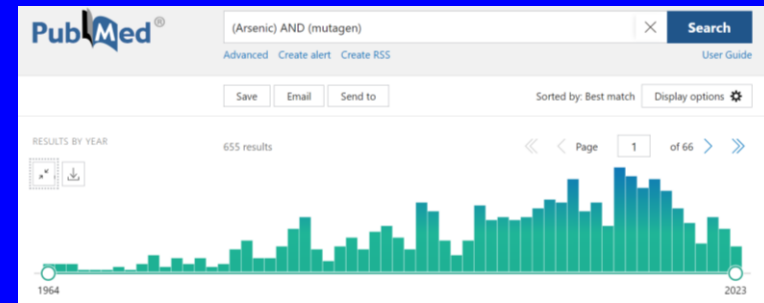 PubMed®
(Arsenic) AND (mutagen)
Search
Advanced Create alert Create RSS
User Guide
Save Email Send to
Sorted by: Best match
Display options
RESULTS BY YEAR
655 results
Page 1 of 66
1964
2023